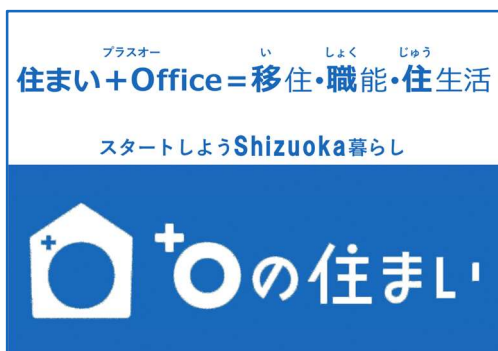 プラスオー い しょく じゅう
住まい+Office=移住・職能・住生活
スタートしようShizuoka暮らし
+Oの住まい